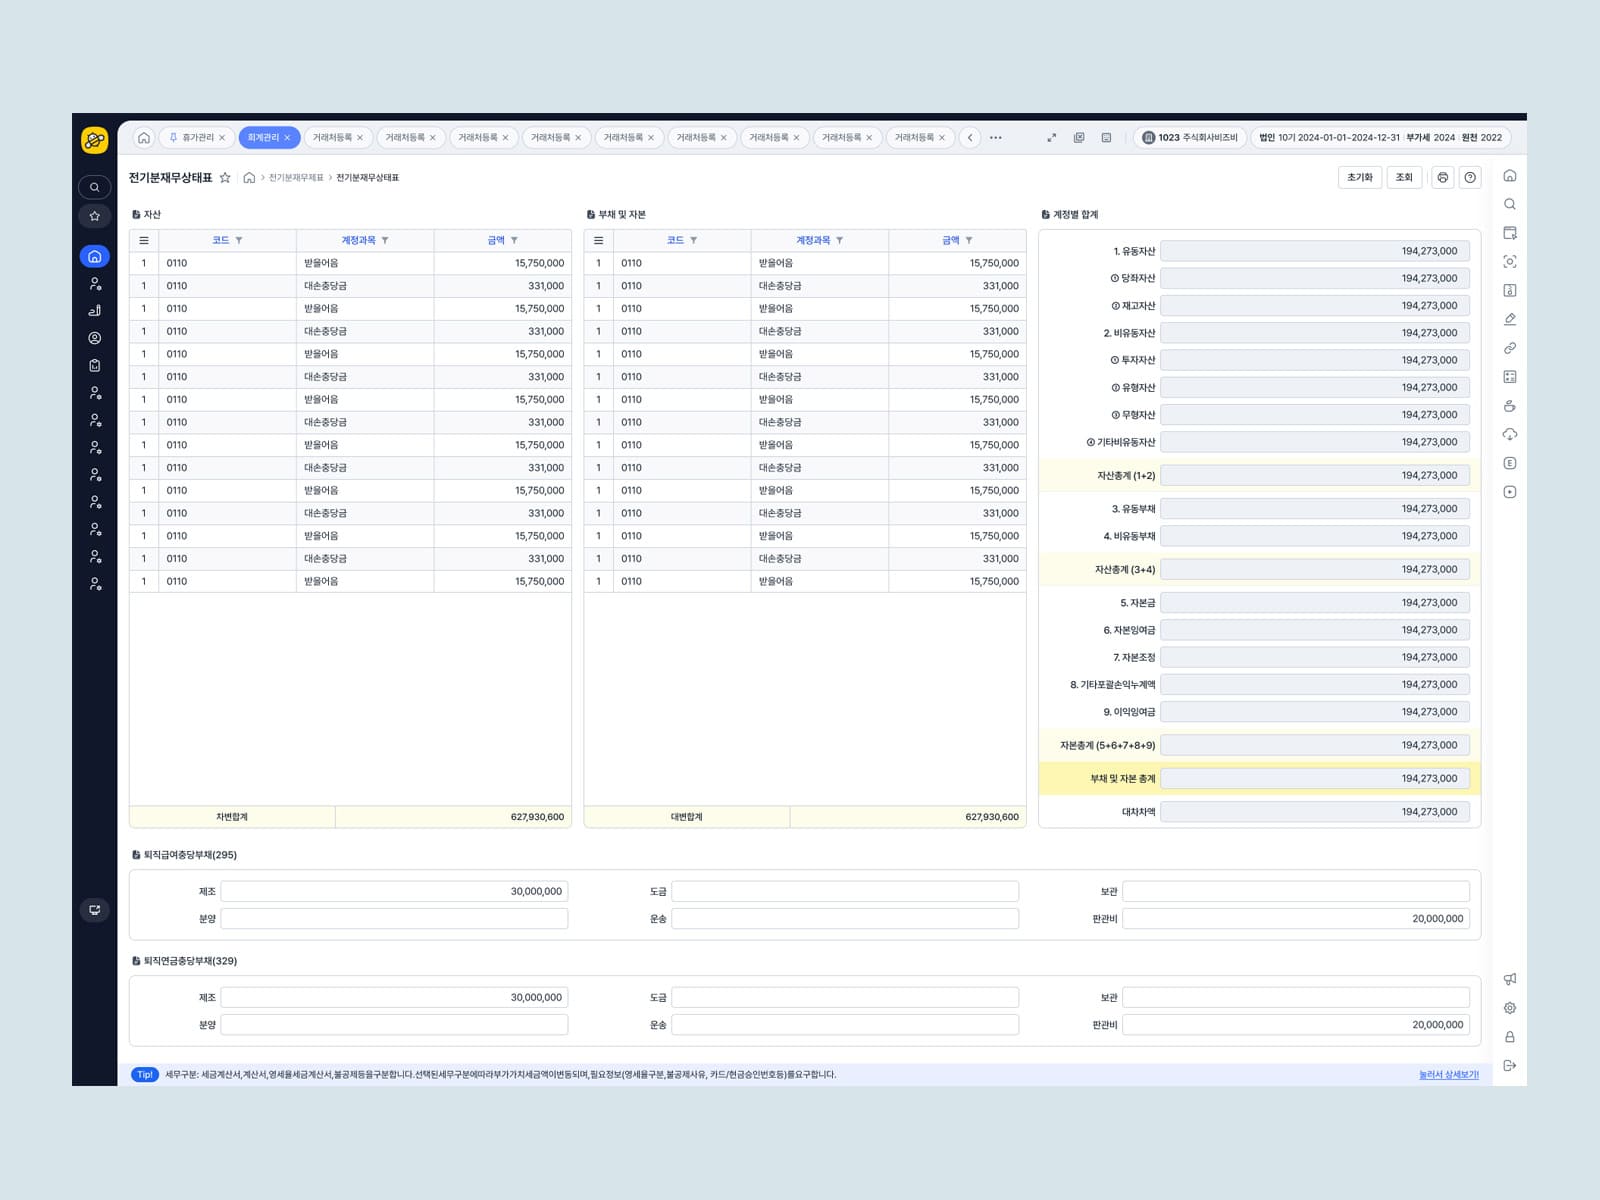 휴가관리 회계관리 거래처등록 거래처등록 거래처등록 거래처등록 거래처등록 거래처등록 거래처등록 거래처등록 거래처등록 1023 주식회사비즈비 법인 10기 2024-01-01~2024-12-31 부가세 2024 원천 2022
전기분재무상태표 전기분재무제표 전기분재무상태표 초기화 조회
자산
코드 계정과목 금액
1 0110 받을어음 15,750,000
1 0110 대손충당금 331,000
1 0110 받을어음 15,750,000
1 0110 대손충당금 331,000
1 0110 받을어음 15,750,000
1 0110 대손충당금 331,000
1 0110 받을어음 15,750,000
1 0110 대손충당금 331,000
1 0110 받을어음 15,750,000
1 0110 대손충당금 331,000
1 0110 받을어음 15,750,000
1 0110 대손충당금 331,000
1 0110 받을어음 15,750,000
1 0110 대손충당금 331,000
1 0110 받을어음 15,750,000
차변합계 627,930,600
부채 및 자본
코드 계정과목 금액
1 0110 받을어음 15,750,000
1 0110 대손충당금 331,000
1 0110 받을어음 15,750,000
1 0110 대손충당금 331,000
1 0110 받을어음 15,750,000
1 0110 대손충당금 331,000
1 0110 받을어음 15,750,000
1 0110 대손충당금 331,000
1 0110 받을어음 15,750,000
1 0110 대손충당금 331,000
1 0110 받을어음 15,750,000
1 0110 대손충당금 331,000
1 0110 받을어음 15,750,000
1 0110 대손충당금 331,000
1 0110 받을어음 15,750,000
대변합계 627,930,600
계정별 합계
1. 유동자산 194,273,000
① 당좌자산 194,273,000
② 재고자산 194,273,000
2. 비유동자산 194,273,000
① 투자자산 194,273,000
② 유형자산 194,273,000
③ 무형자산 194,273,000
④ 기타비유동자산 194,273,000
자산총계 (1+2) 194,273,000
3. 유동부채 194,273,000
4. 비유동부채 194,273,000
자산총계 (3+4) 194,273,000
5. 자본금 194,273,000
6. 자본잉여금 194,273,000
7. 자본조정 194,273,000
8. 기타포괄손익누계액 194,273,000
9. 이익잉여금 194,273,000
자본총계 (5+6+7+8+9) 194,273,000
부채 및 자본 총계 194,273,000
대차차액 194,273,000
퇴직급여충당부채(295)
제조 30,000,000 도급 보관
분양 운송 판관비 20,000,000
퇴직연금충당부채(329)
제조 30,000,000 도급 보관
분양 운송 판관비 20,000,000
Tip! 세무구분: 세금계산서,계산서,영세율세금계산서,불공제등을구분합니다.선택된세무구분에따라부가가치세금액이변동되며,필요정보(영세율구분,불공제사유, 카드/현금승인번호등)를요구합니다. 눌러서 상세보기!